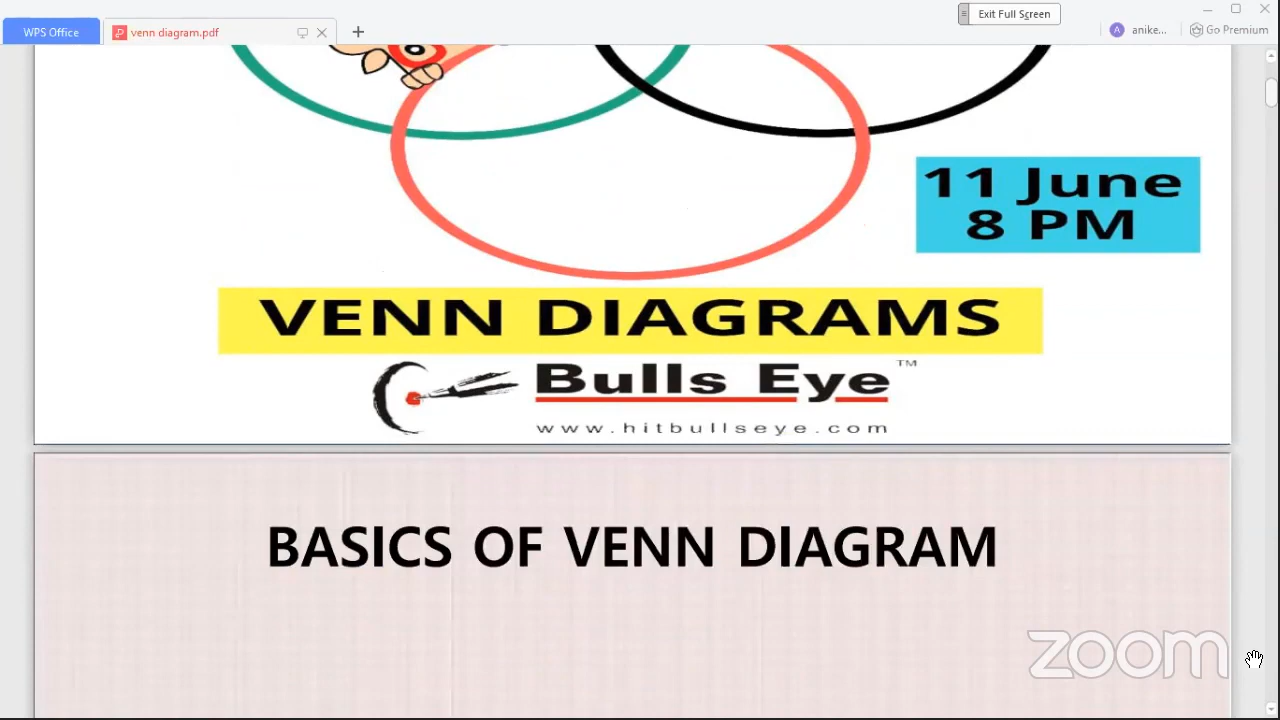 Exit Full Screen
WPS Office
venn diagram.pdf
anike...
Go Premium
11 June
8 PM
VENN DIAGRAMS
Bulls Eye™
www.hitbullseye.com
BASICS OF VENN DIAGRAM
zoom